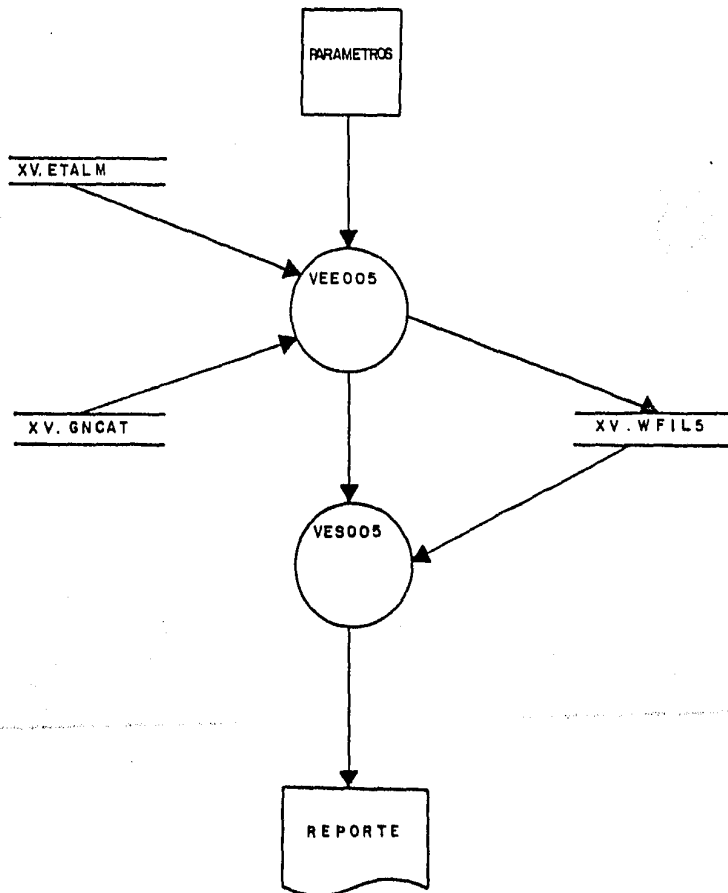 PARAMETROS
XV.ETALM
VEE005
XV.GNCAT
XV.WFIL5
VES005
REPORTE